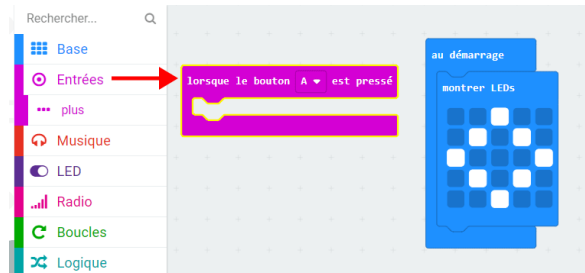 Rechercher...
Base
Entrées
plus
Musique
LED
Radio
Boucles
Logique
lorsque le bouton A est pressé
au démarrage
montrer LEDs